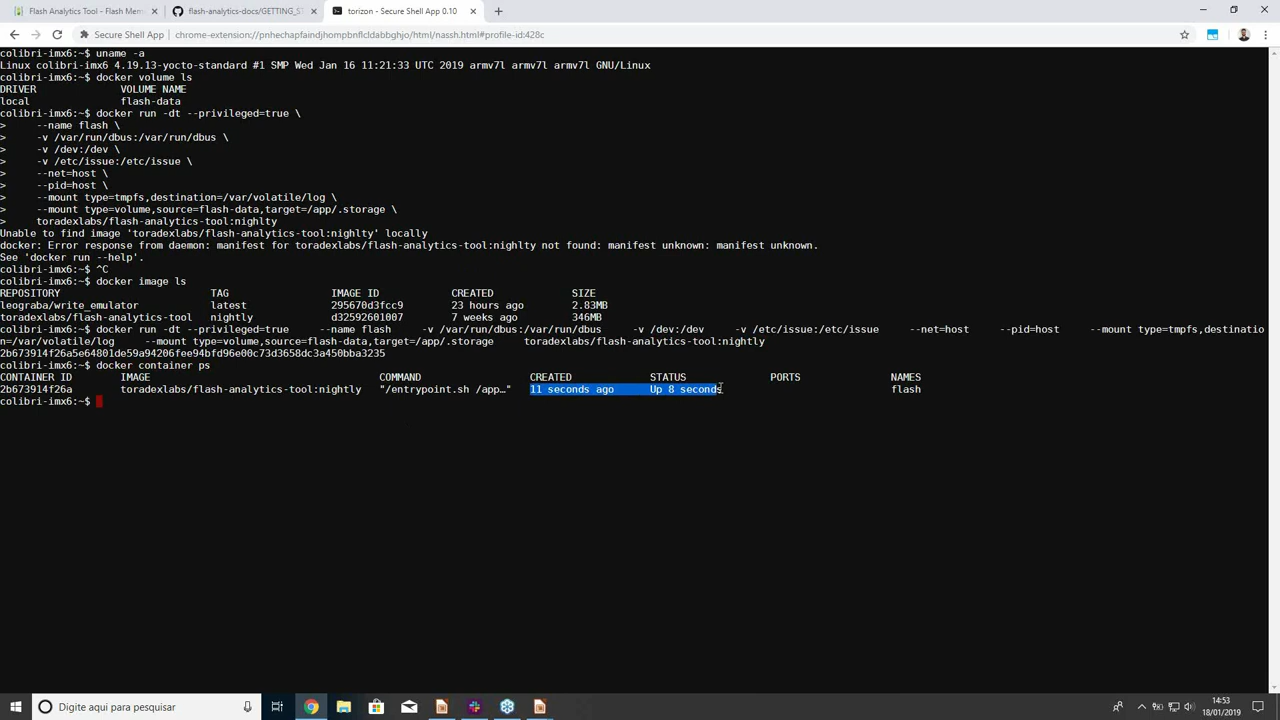 Flash Analytics Tool - Flash Mem
flash-analytics-docs/GETTING_ST
torizon - Secure Shell App 0.10
Secure Shell App
chrome-extension://pnhechapfaindjhompbnflcldabbghjo/html/nassh.html#profile-id:428c
colibri-imx6:~$ uname -a
Linux colibri-imx6 4.19.13-yocto-standard #1 SMP Wed Jan 16 11:21:33 UTC 2019 armv7l armv7l armv7l GNU/Linux
colibri-imx6:~$ docker volume ls
DRIVER VOLUME NAME
local flash-data
colibri-imx6:~$ docker run -dt --privileged=true \
> --name flash \
> -v /var/run/dbus:/var/run/dbus \
> -v /dev:/dev \
> -v /etc/issue:/etc/issue \
> --net=host \
> --pid=host \
> --mount type=tmpfs,destination=/var/volatile/log \
> --mount type=volume,source=flash-data,target=/app/.storage \
> toradexlabs/flash-analytics-tool:nighlty
Unable to find image 'toradexlabs/flash-analytics-tool:nighlty' locally
docker: Error response from daemon: manifest for toradexlabs/flash-analytics-tool:nighlty not found: manifest unknown: manifest unknown.
See 'docker run --help'.
colibri-imx6:~$ ^C
colibri-imx6:~$ docker image ls
REPOSITORY TAG IMAGE ID CREATED SIZE
leograba/write_emulator latest 295670d3fcc9 23 hours ago 2.83MB
toradexlabs/flash-analytics-tool nightly d32592601007 7 weeks ago 346MB
colibri-imx6:~$ docker run -dt --privileged=true --name flash -v /var/run/dbus:/var/run/dbus -v /dev:/dev -v /etc/issue:/etc/issue --net=host --pid=host --mount type=tmpfs,destinatio
n=/var/volatile/log --mount type=volume,source=flash-data,target=/app/.storage toradexlabs/flash-analytics-tool:nightly
2b673914f26a5e64801de59a94206fee94bfd96e00c73d3658dc3a450bba3235
colibri-imx6:~$ docker container ps
CONTAINER ID IMAGE COMMAND CREATED STATUS PORTS NAMES
2b673914f26a toradexlabs/flash-analytics-tool:nightly "/entrypoint.sh /app…" 11 seconds ago Up 8 seconds flash
colibri-imx6:~$
Digite aqui para pesquisar
14:53
18/01/2019